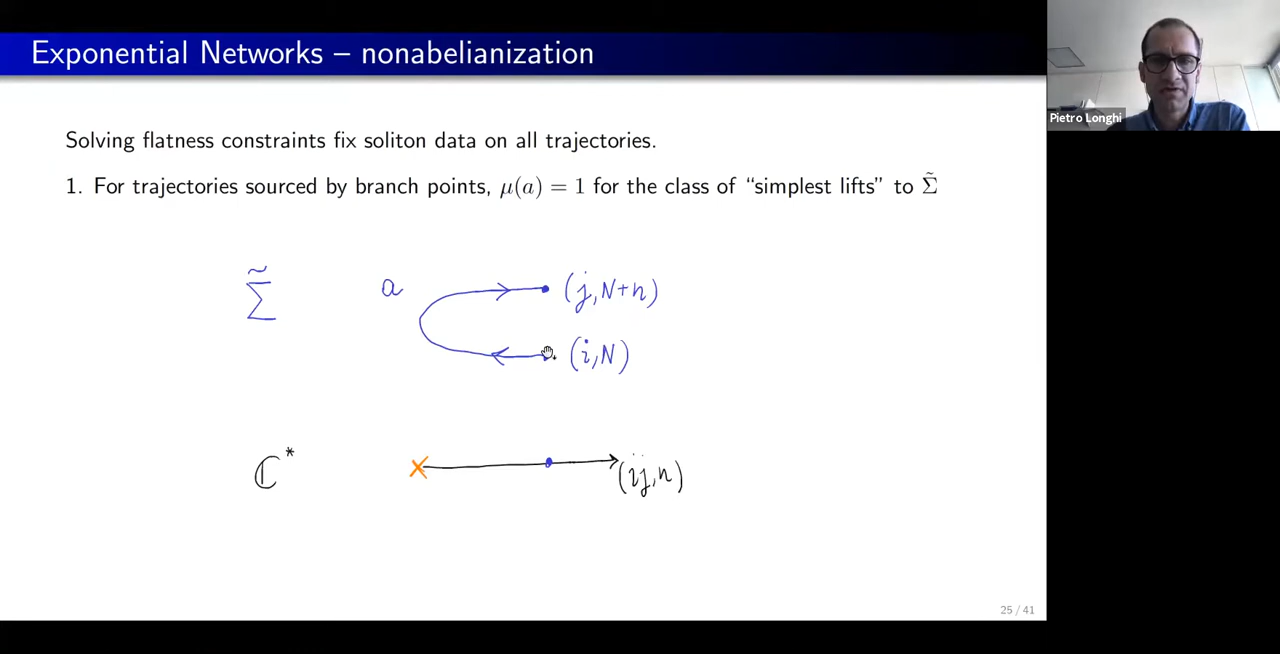 Exponential Networks – nonabelianization
Pietro Longhi
Solving flatness constraints fix soliton data on all trajectories.
1. For trajectories sourced by branch points, μ(a) = 1 for the class of “simplest lifts” to Σ̃
Σ̃ a (j, N+n)
(i, N)
ℂ* (ij, n)
25 / 41